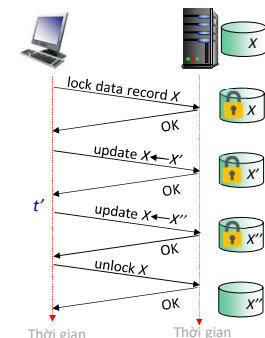 X
lock data record X
X
OK
update X←X'
X'
OK
t'
update X←X''
X''
OK
unlock X
OK
X''
Thời gian
Thời gian